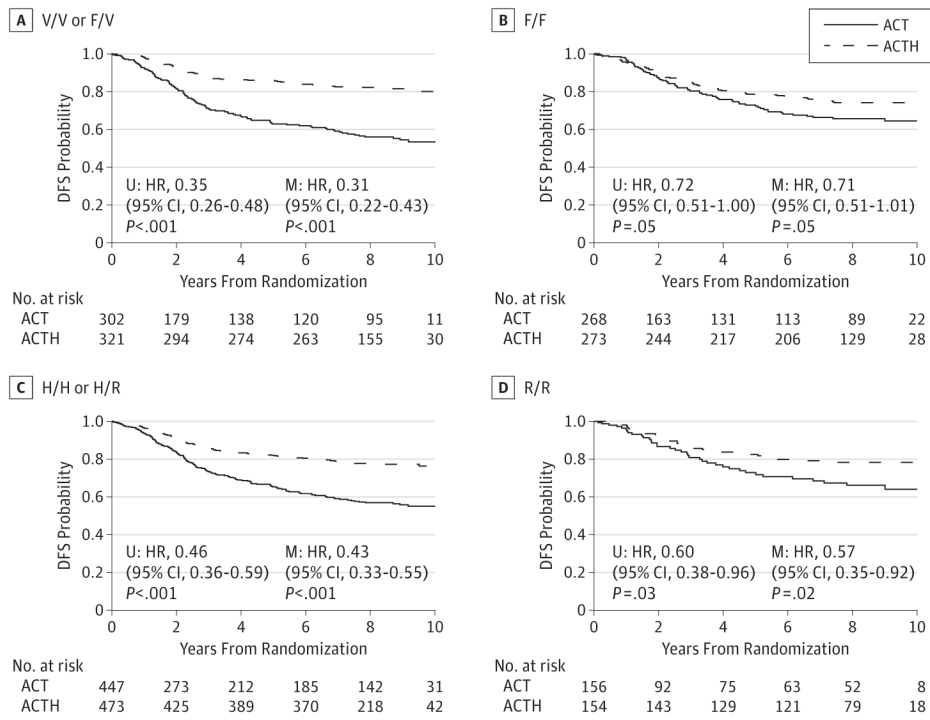 A V/V or F/V
1.0
0.8
0.6
0.4
0.2
0
DFS Probability
U: HR, 0.35
(95% CI, 0.26-0.48)
P<.001
M: HR, 0.31
(95% CI, 0.22-0.43)
P<.001
0 2 4 6 8 10
Years From Randomization
No. at risk
ACT 302 179 138 120 95 11
ACTH 321 294 274 263 155 30
B F/F
ACT
ACTH
1.0
0.8
0.6
0.4
0.2
0
DFS Probability
U: HR, 0.72
(95% CI, 0.51-1.00)
P=.05
M: HR, 0.71
(95% CI, 0.51-1.01)
P=.05
0 2 4 6 8 10
Years From Randomization
268 163 131 113 89 22
273 244 217 206 129 28
C H/H or H/R
1.0
0.8
0.6
0.4
0.2
0
DFS Probability
U: HR, 0.46
(95% CI, 0.36-0.59)
P<.001
M: HR, 0.43
(95% CI, 0.33-0.55)
P<.001
0 2 4 6 8 10
Years From Randomization
No. at risk
ACT 447 273 212 185 142 31
ACTH 473 425 389 370 218 42
D R/R
1.0
0.8
0.6
0.4
0.2
0
DFS Probability
U: HR, 0.60
(95% CI, 0.38-0.96)
P=.03
M: HR, 0.57
(95% CI, 0.35-0.92)
P=.02
0 2 4 6 8 10
Years From Randomization
No. at risk
ACT 156 92 75 63 52 8
ACTH 154 143 129 121 79 18